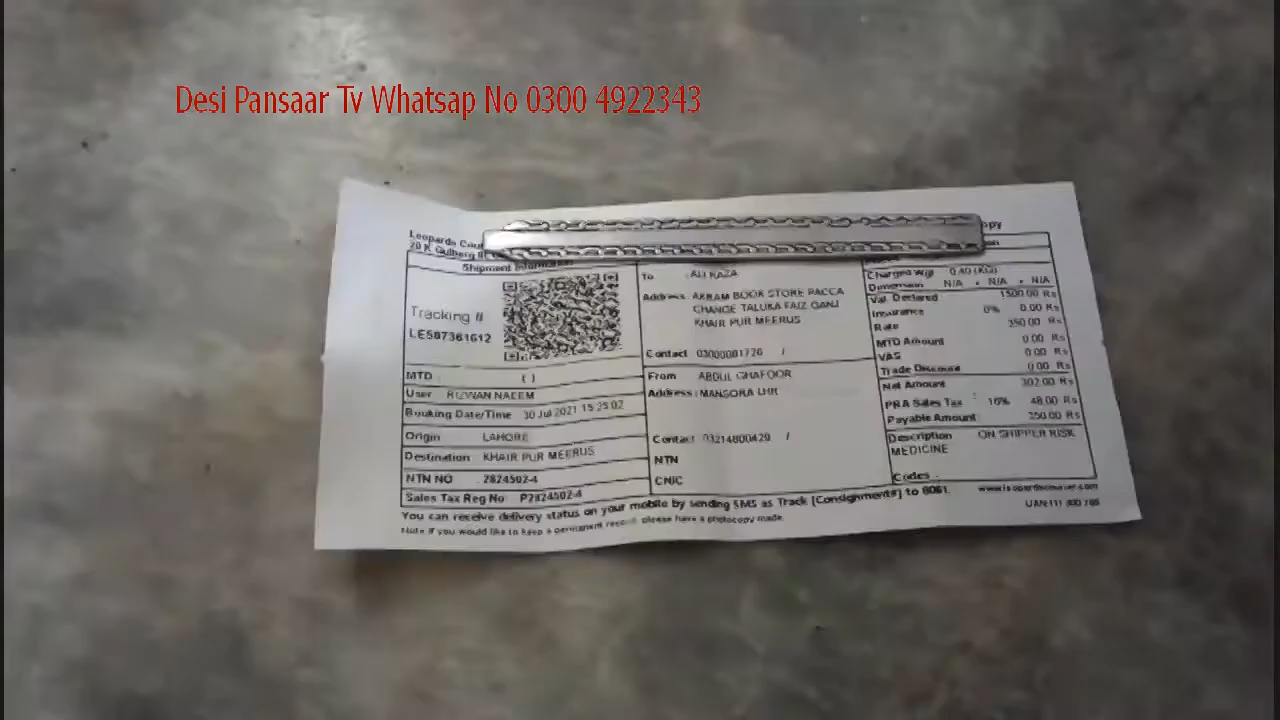 Desi Pansaar Tv Whatsap No 0300 4922343
Leopards
20 K Gulberg
Shipment
Tracking #
LE587361612
MTD : ( )
User RIZWAN NAEEM
Booking Date/Time 30 Jul 2021 15:25:02
Origin LAHORE
Destination KHAIR PUR MEERUS
NTN NO : 2824502-4
Sales Tax Reg No P2824502-4
To : ALI RAZA
Address : AKRAM BOOK STORE PACCA
CHANGE TALUKA FAIZ GANJ
KHAIR PUR MEERUS
Contact 03000081726 /
From ABDUL GHAFOOR
Address : MANSORA LHR
Contact 03214800429 /
NTN
CNIC
Charged Wgt 0.40 (KG)
Dimension N/A * N/A * N/A
Val. Declared 1500.00 Rs
Insurance 0% 0.00 Rs
Rate 350.00 Rs
MTD Amount 0.00 Rs
VAS 0.00 Rs
Trade Discount 0.00 Rs
Net Amount 302.00 Rs
PRA Sales Tax : 16% 48.00 Rs
Payable Amount 350.00 Rs
Description ON SHIPPER RISK
MEDICINE
Codes :
You can receive delivery status on your mobile by sending SMS as Track [Consignment#] to 8061.
Note if you would like to keep a permanent record please have a photocopy made